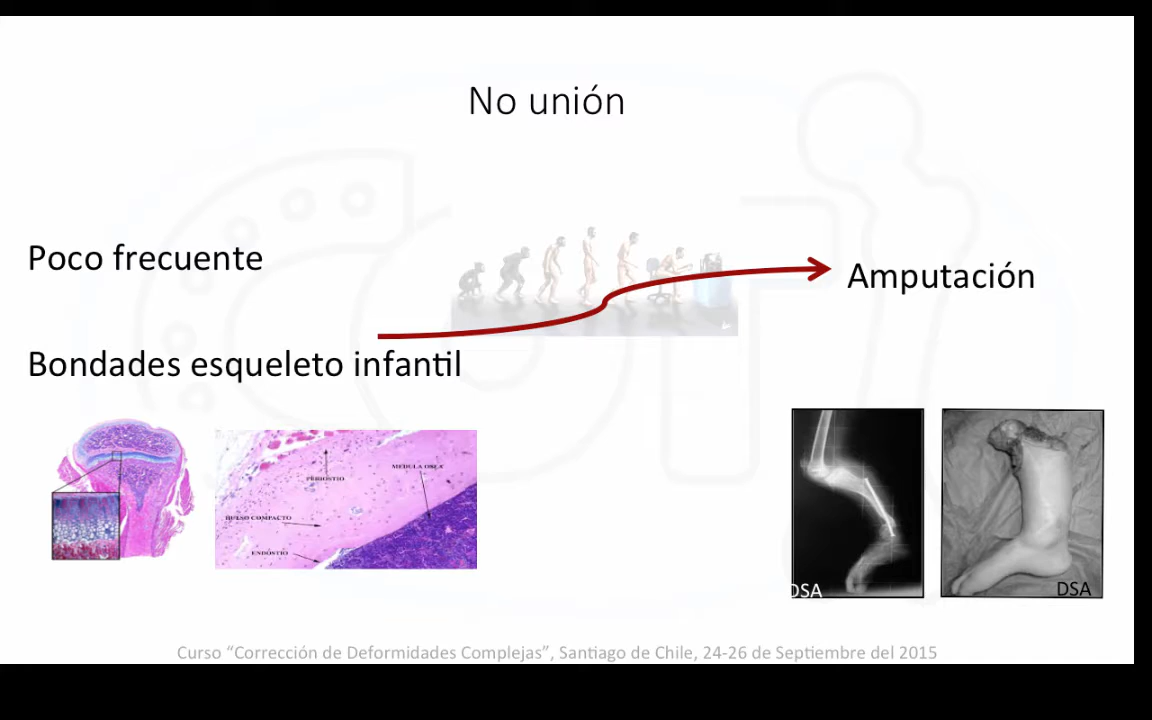 No unión
Poco frecuente
Amputación
Bondades esqueleto infantil
PERIOSTIO
MEDULA OSEA
HUESO COMPACTO
ENDOSTIO
DSA
DSA
Curso “Corrección de Deformidades Complejas”, Santiago de Chile, 24-26 de Septiembre del 2015